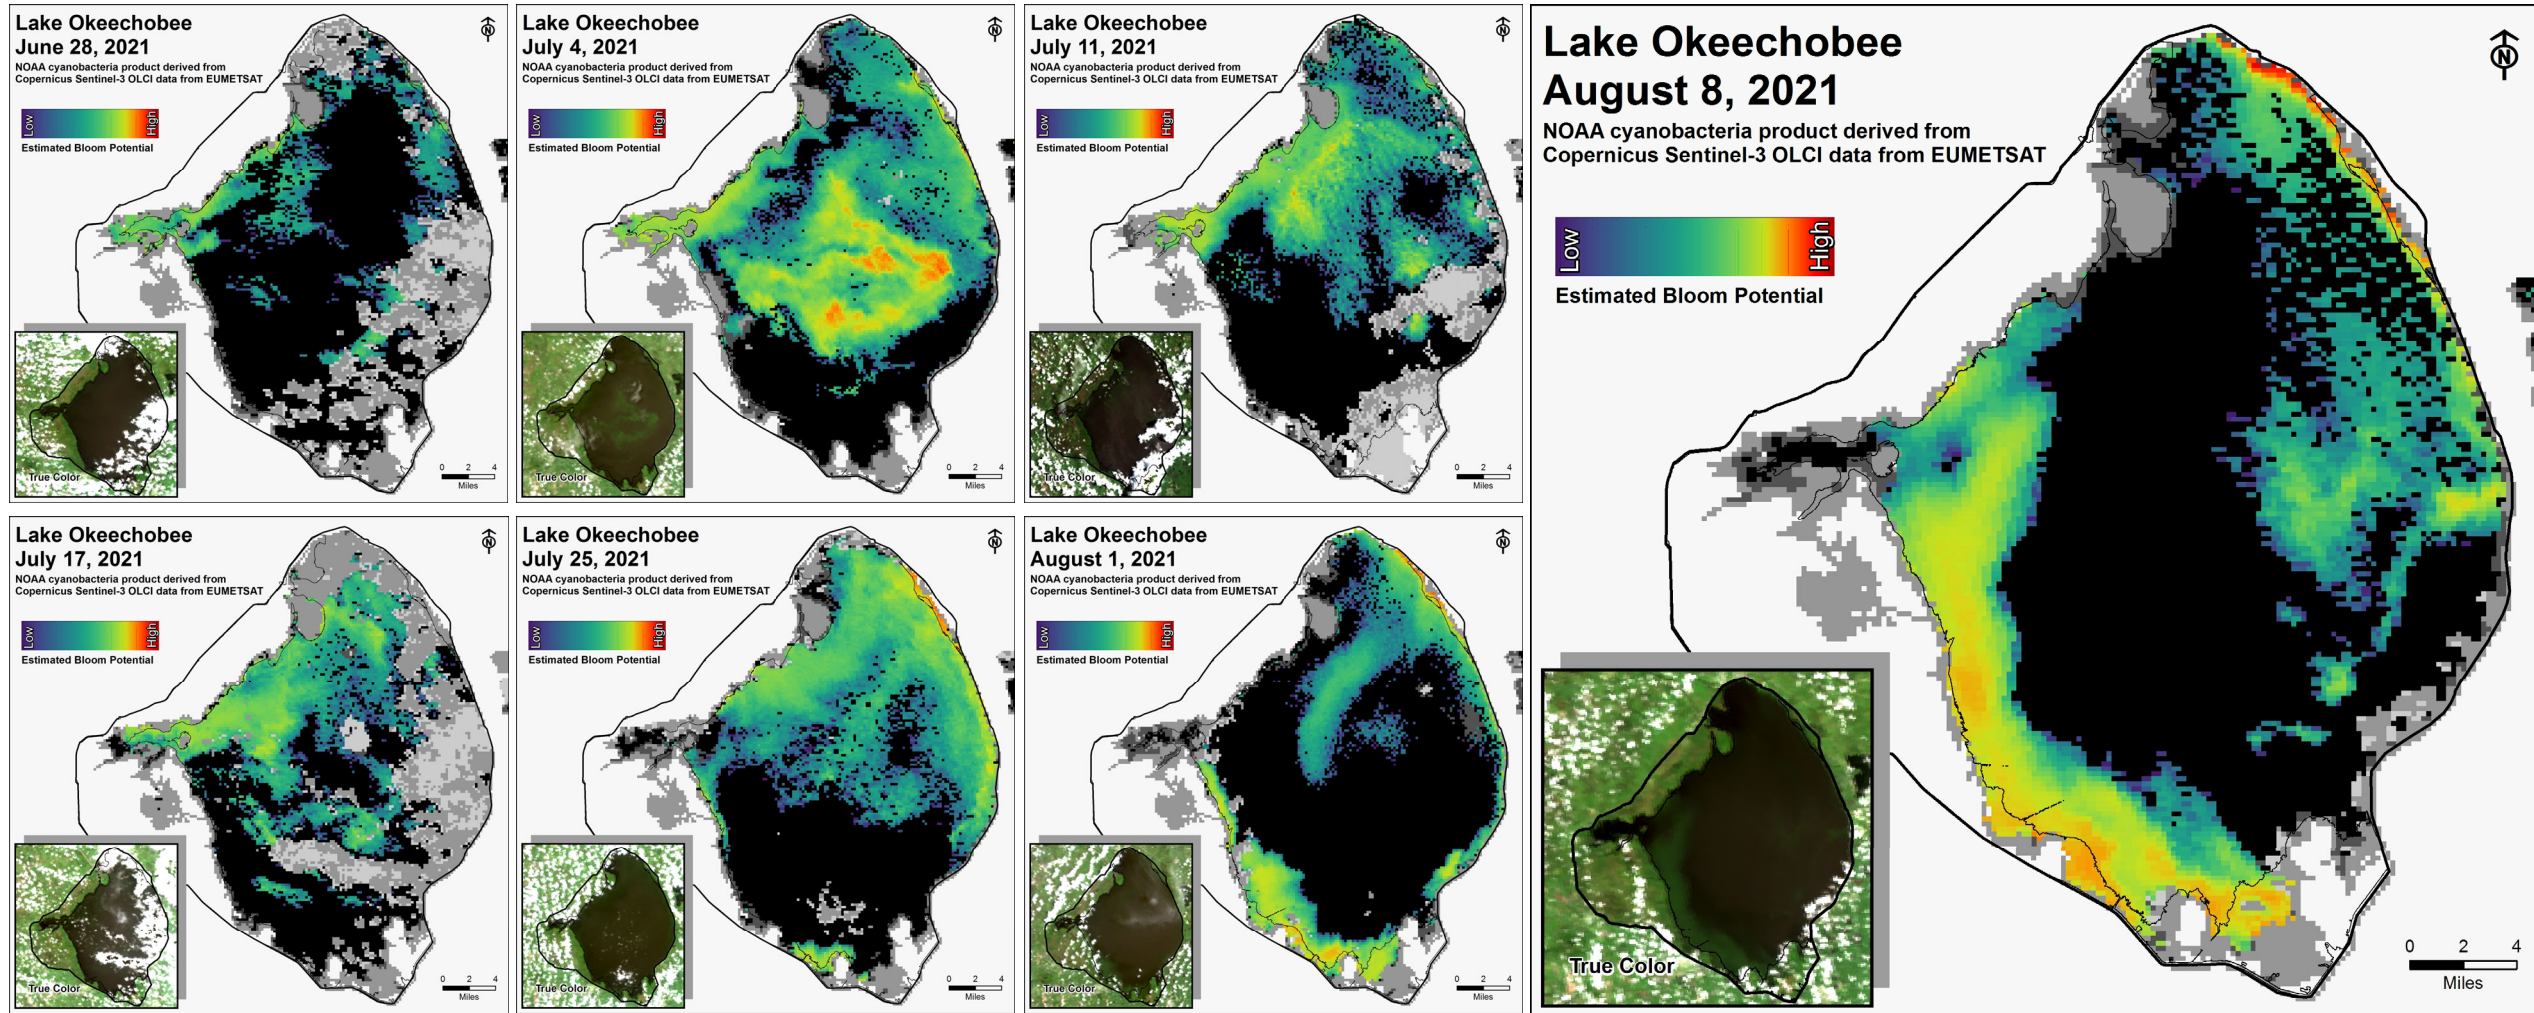 Lake Okeechobee
June 28, 2021
NOAA cyanobacteria product derived from
Copernicus Sentinel-3 OLCI data from EUMETSAT
Low
High
Estimated Bloom Potential
True Color
0 2 4
Miles
N
Lake Okeechobee
July 4, 2021
NOAA cyanobacteria product derived from
Copernicus Sentinel-3 OLCI data from EUMETSAT
Low
High
Estimated Bloom Potential
True Color
0 2 4
Miles
N
Lake Okeechobee
July 11, 2021
NOAA cyanobacteria product derived from
Copernicus Sentinel-3 OLCI data from EUMETSAT
Low
High
Estimated Bloom Potential
True Color
0 2 4
Miles
N
Lake Okeechobee
July 17, 2021
NOAA cyanobacteria product derived from
Copernicus Sentinel-3 OLCI data from EUMETSAT
Low
High
Estimated Bloom Potential
True Color
0 2 4
Miles
N
Lake Okeechobee
July 25, 2021
NOAA cyanobacteria product derived from
Copernicus Sentinel-3 OLCI data from EUMETSAT
Low
High
Estimated Bloom Potential
True Color
0 2 4
Miles
N
Lake Okeechobee
August 1, 2021
NOAA cyanobacteria product derived from
Copernicus Sentinel-3 OLCI data from EUMETSAT
Low
High
Estimated Bloom Potential
True Color
0 2 4
Miles
N
Lake Okeechobee
August 8, 2021
NOAA cyanobacteria product derived from
Copernicus Sentinel-3 OLCI data from EUMETSAT
Low
High
Estimated Bloom Potential
True Color
0 2 4
Miles
N